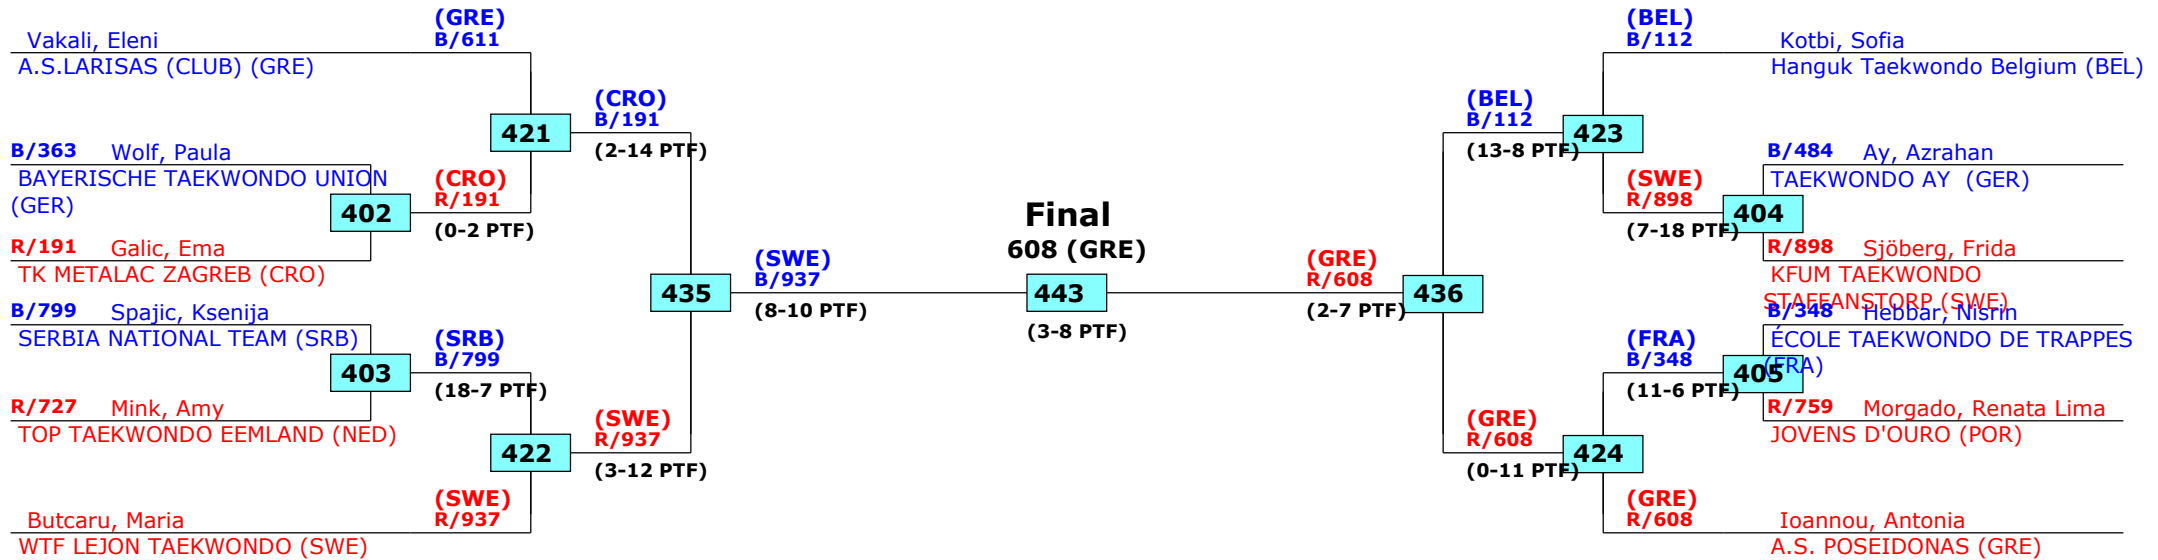 (GRE)
B/611
Vakali, Eleni
A.S.LARISAS (CLUB) (GRE)
421
(CRO)
B/191
(2-14 PTF)
B/363 Wolf, Paula
BAYERISCHE TAEKWONDO UNION
(GER)
402
(CRO)
R/191
(0-2 PTF)
R/191 Galic, Ema
TK METALAC ZAGREB (CRO)
435
(SWE)
B/937
(8-10 PTF)
B/799 Spajic, Ksenija
SERBIA NATIONAL TEAM (SRB)
403
(SRB)
B/799
(18-7 PTF)
R/727 Mink, Amy
TOP TAEKWONDO EEMLAND (NED)
422
(SWE)
R/937
(3-12 PTF)
(SWE)
R/937
Butcaru, Maria
WTF LEJON TAEKWONDO (SWE)
Final
608 (GRE)
443
(3-8 PTF)
(BEL)
B/112
Kotbi, Sofia
Hanguk Taekwondo Belgium (BEL)
(BEL)
B/112
423
(13-8 PTF)
B/484 Ay, Azrahan
TAEKWONDO AY (GER)
(SWE)
R/898
404
(7-18 PTF)
R/898 Sjöberg, Frida
KFUM TAEKWONDO
STAFFANSTORP (SWE)
(GRE)
R/608
436
(2-7 PTF)
B/348 Hebbar, Nisrin
ÉCOLE TAEKWONDO DE TRAPPES
(FRA)
(FRA)
B/348
405
(11-6 PTF)
R/759 Morgado, Renata Lima
JOVENS D'OURO (POR)
(GRE)
R/608
424
(0-11 PTF)
(GRE)
R/608
Ioannou, Antonia
A.S. POSEIDONAS (GRE)